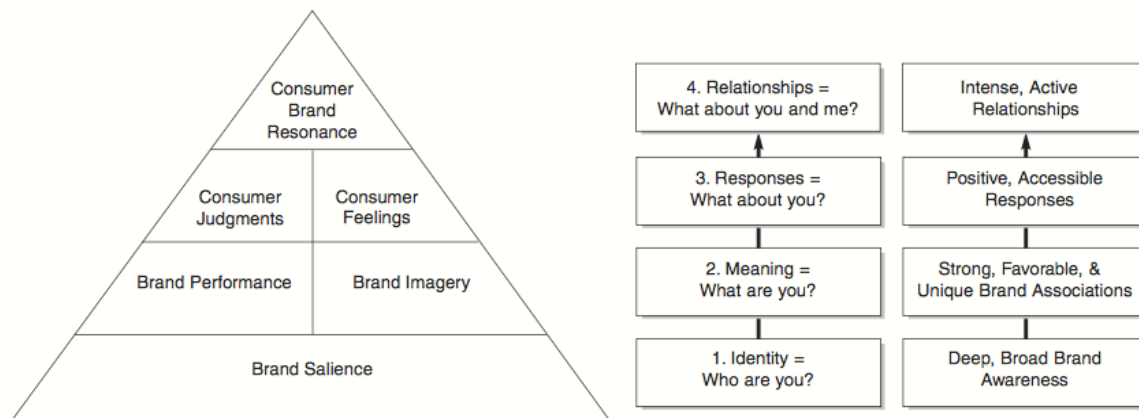 Consumer
Brand
Resonance
Consumer
Judgments
Consumer
Feelings
Brand Performance
Brand Imagery
Brand Salience
4. Relationships =
What about you and me?
3. Responses =
What about you?
2. Meaning =
What are you?
1. Identity =
Who are you?
Intense, Active
Relationships
Positive, Accessible
Responses
Strong, Favorable, &
Unique Brand Associations
Deep, Broad Brand
Awareness